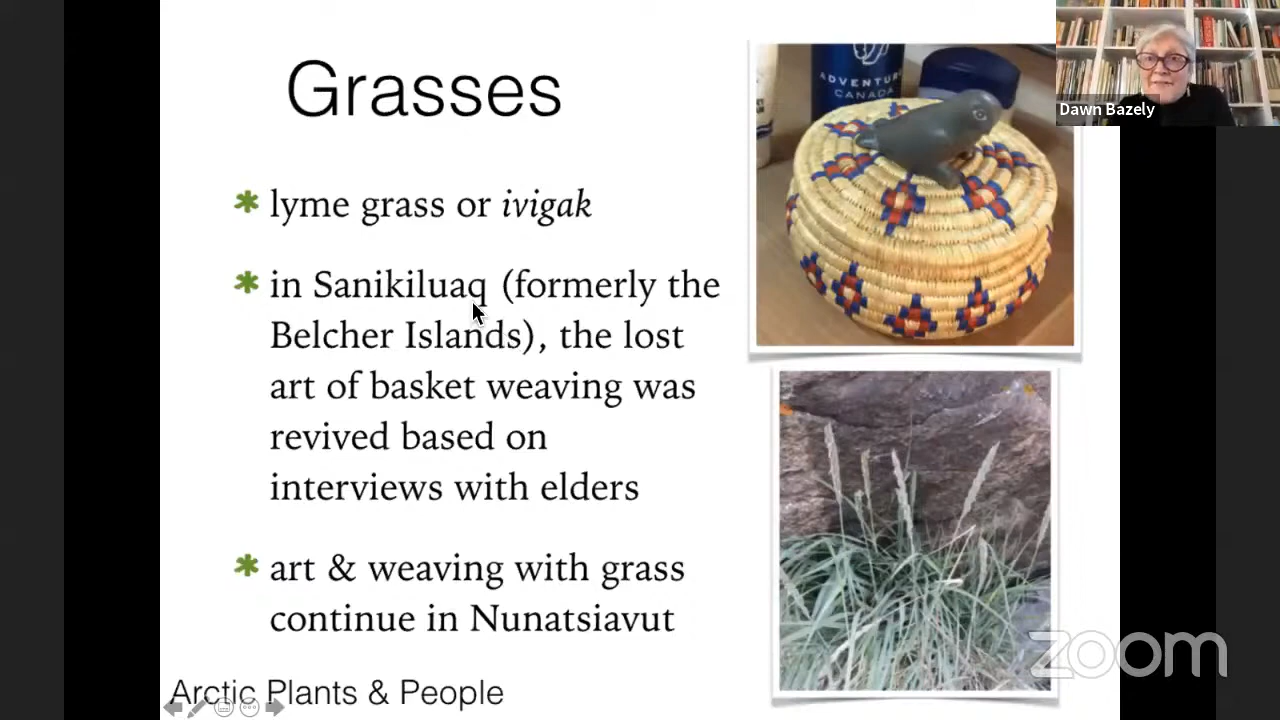 Grasses
lyme grass or ivigak
in Sanikiluaq (formerly the
Belcher Islands), the lost
art of basket weaving was
revived based on
interviews with elders
art & weaving with grass
continue in Nunatsiavut
Arctic Plants & People
ADVENTUR
CANADA
Dawn Bazely
zoom